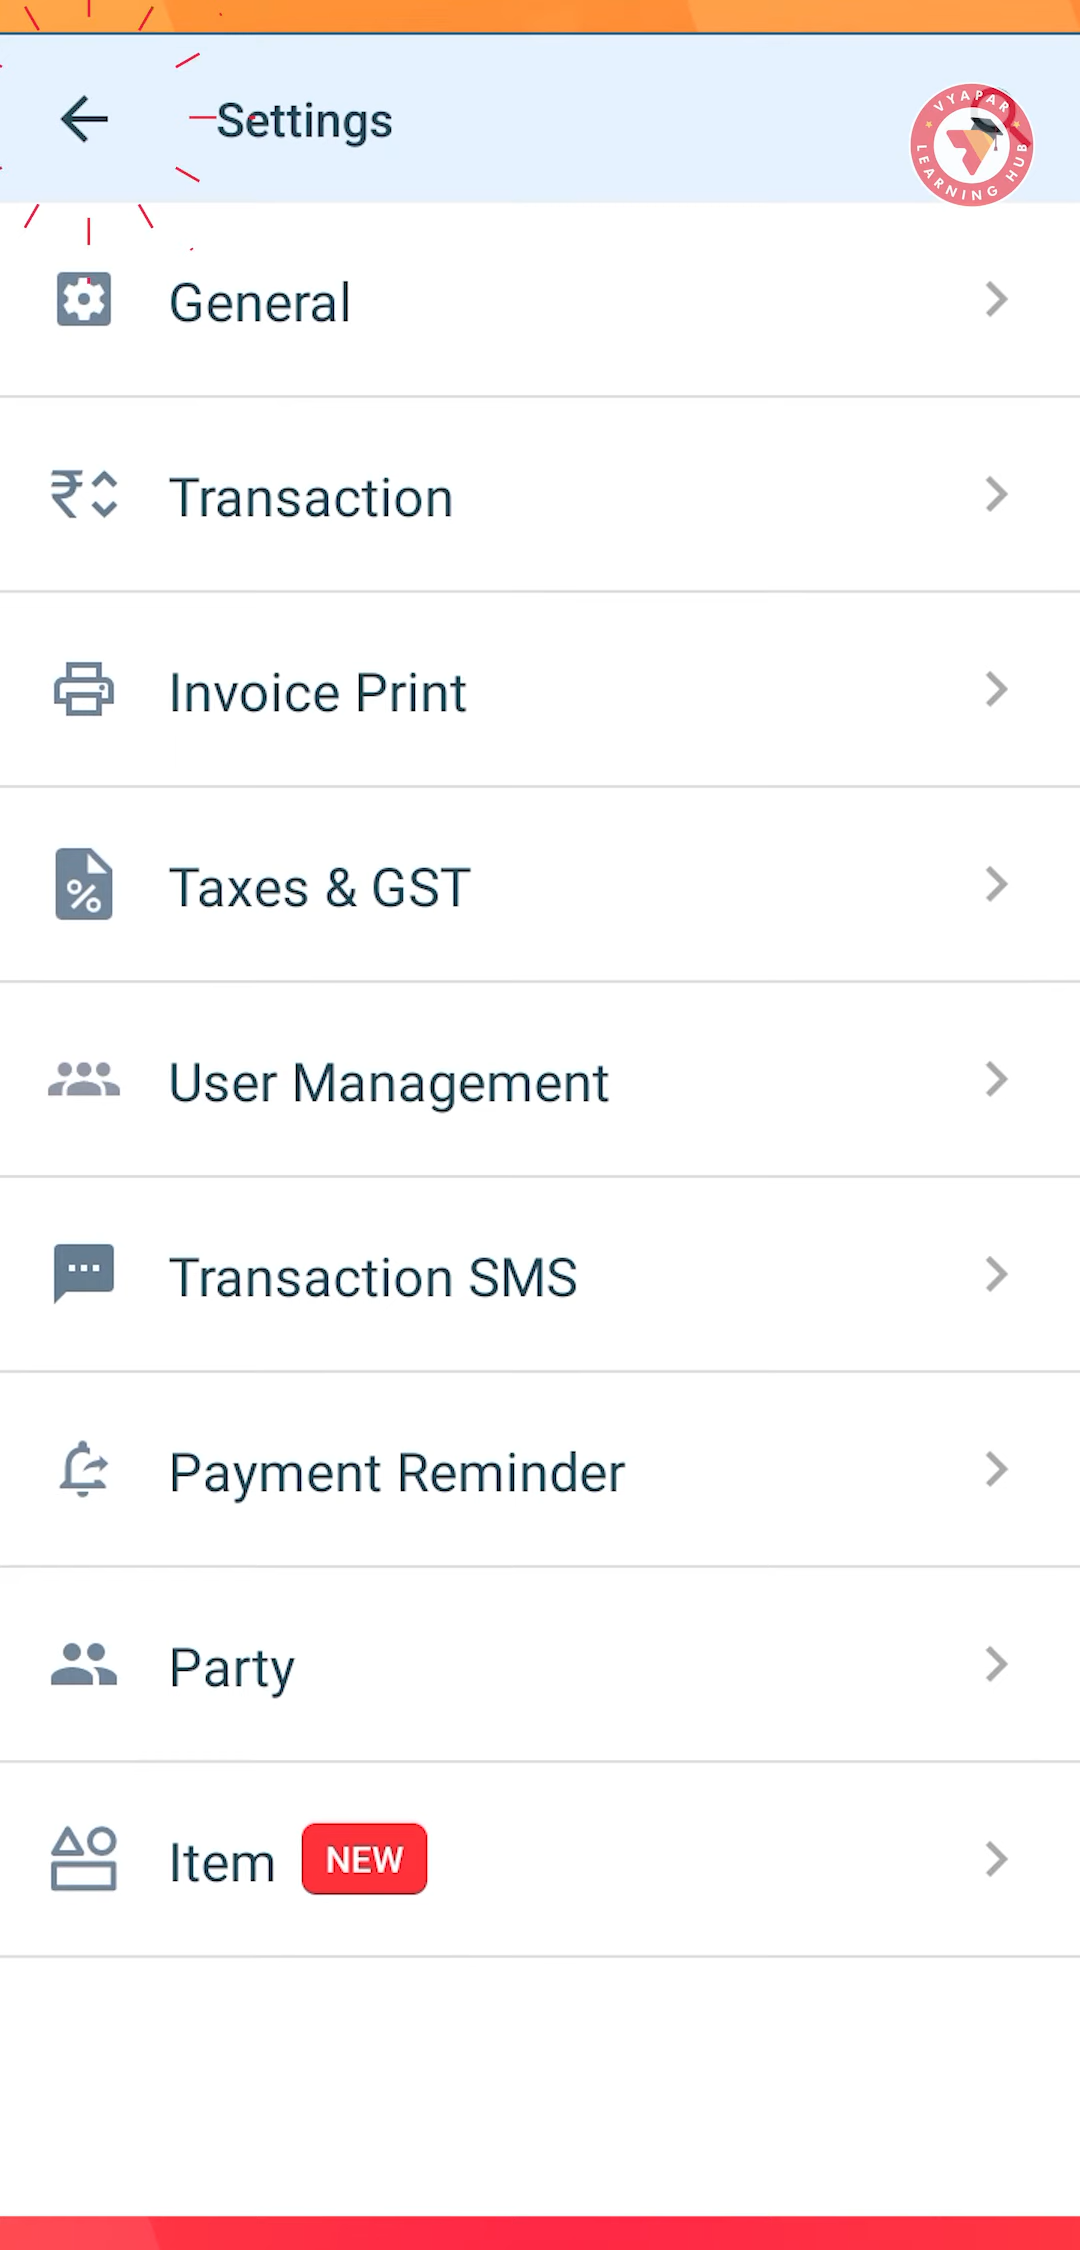 Settings
VYAPAR
LEARNING HUB
General
Transaction
Invoice Print
Taxes & GST
User Management
Transaction SMS
Payment Reminder
Party
Item NEW